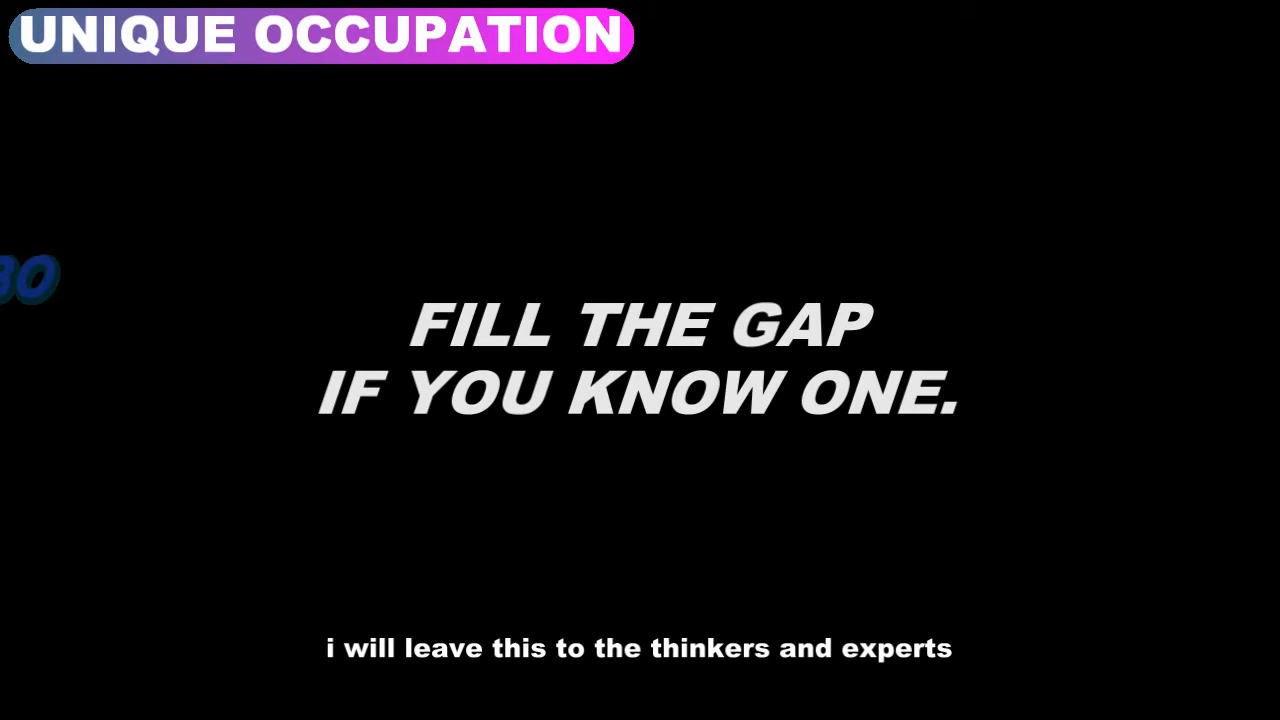 UNIQUE OCCUPATION
FILL THE GAP
IF YOU KNOW ONE.
i will leave this to the thinkers and experts